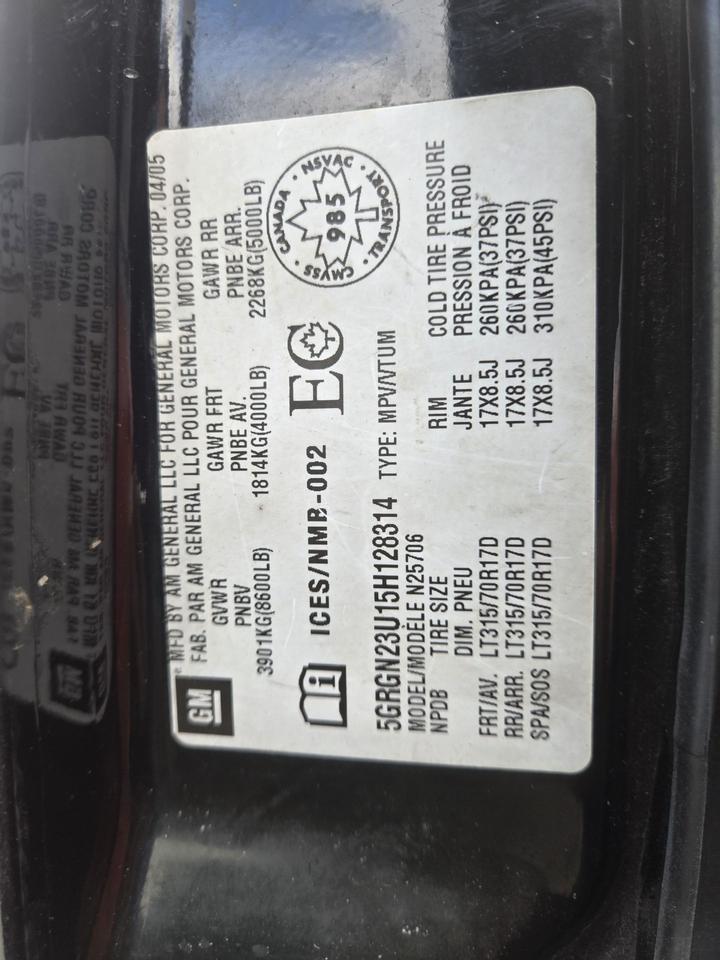 GM
MFD BY AM GENERAL LLC FOR GENERAL MOTORS CORP. 04/05
FAB. PAR AM GENERAL LLC POUR GENERAL MOTORS CORP.
GVWR GAWR FRT GAWR RR
PNBV PNBE AV. PNBE ARR.
3901KG(8600LB) 1814KG(4000LB) 2268KG(5000LB)
i ICES/NMB-002 EC
CANADA • NSVAC • TRANSPORT • CMVSS •
985
5GRGN23U15H128314 TYPE: MPV/VTUM
MODEL/MODÈLE N25706
NPDB TIRE SIZE RIM COLD TIRE PRESSURE
DIM. PNEU JANTE PRESSION À FROID
FRT/AV. LT315/70R17D 17X8.5J 260KPA(37PSI)
RR/ARR. LT315/70R17D 17X8.5J 260KPA(37PSI)
SPA/SOS LT315/70R17D 17X8.5J 310KPA(45PSI)